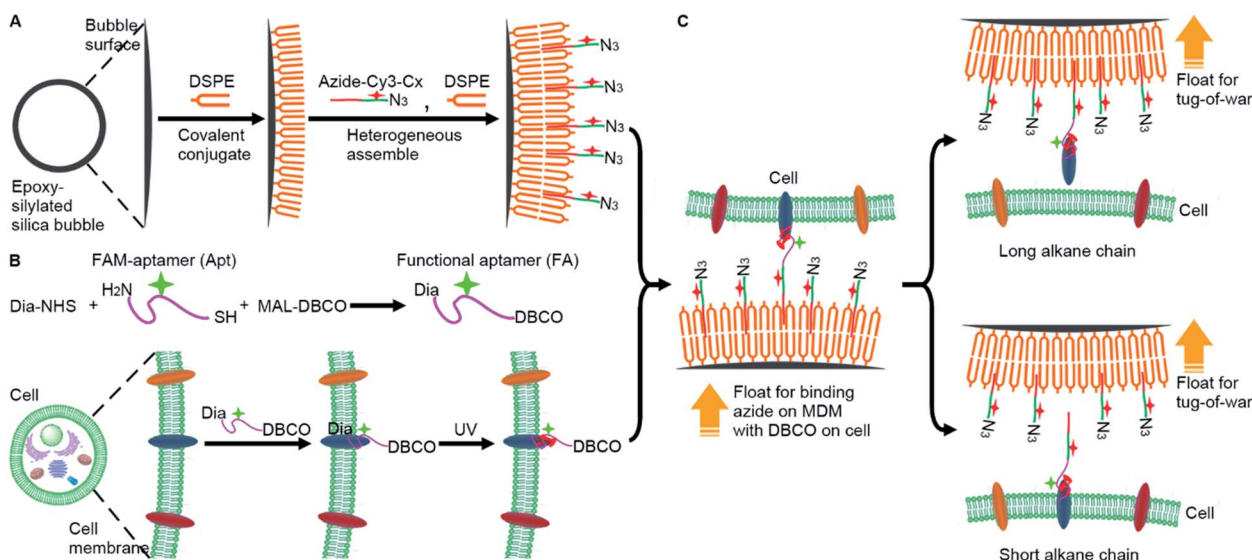 A
Bubble
surface
Epoxy-
silylated
silica bubble
DSPE
Covalent
conjugate
Azide-Cy3-Cx
N3
, DSPE
Heterogeneous
assemble
N3
N3
N3
N3
N3
B
FAM-aptamer (Apt)
Functional aptamer (FA)
Dia-NHS + H2N SH + MAL-DBCO
Dia
DBCO
Cell
Cell
membrane
Dia
DBCO
Dia
DBCO
UV
DBCO
C
Cell
N3
N3
N3
N3
Float for binding
azide on MDM
with DBCO on cell
Float for
tug-of-war
N3
N3
N3
N3
Cell
Long alkane chain
Float for
tug-of-war
N3
N3
N3
N3
Cell
Short alkane chain